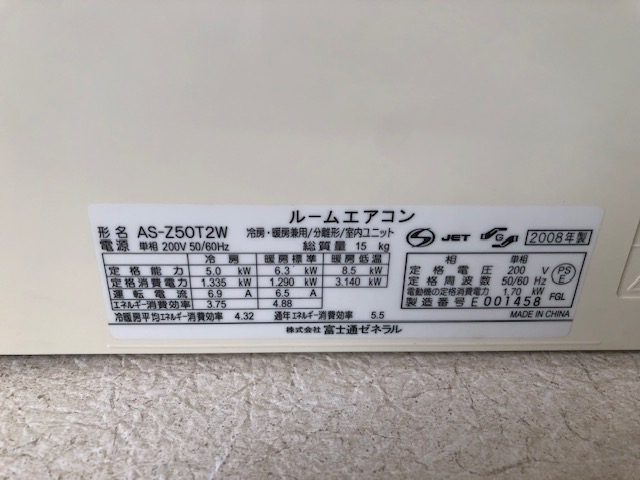 ルームエアコン
形名 AS-Z50T2W 冷房・暖房兼用/分離形/室内ユニット
電源 単相 200V 50/60Hz 総質量 15 kg
JET 2008年製
冷房 暖房標準 暖房低温
定格能力 5.0 kW 6.3 kW 8.5 kW
定格消費電力 1.335 kW 1.290 kW 3.140 kW
運転電流 6.9 A 6.5 A
エネルギー消費効率 3.75 4.88
冷暖房平均エネルギー消費効率 4.32 通年エネルギー消費効率 5.5
株式会社 富士通ゼネラル
相 単相
定格電圧 200 V
定格周波数 50/60 Hz
電動機の定格消費電力 1.70 kW
製造番号 E 001458
PS
E
FGL
MADE IN CHINA